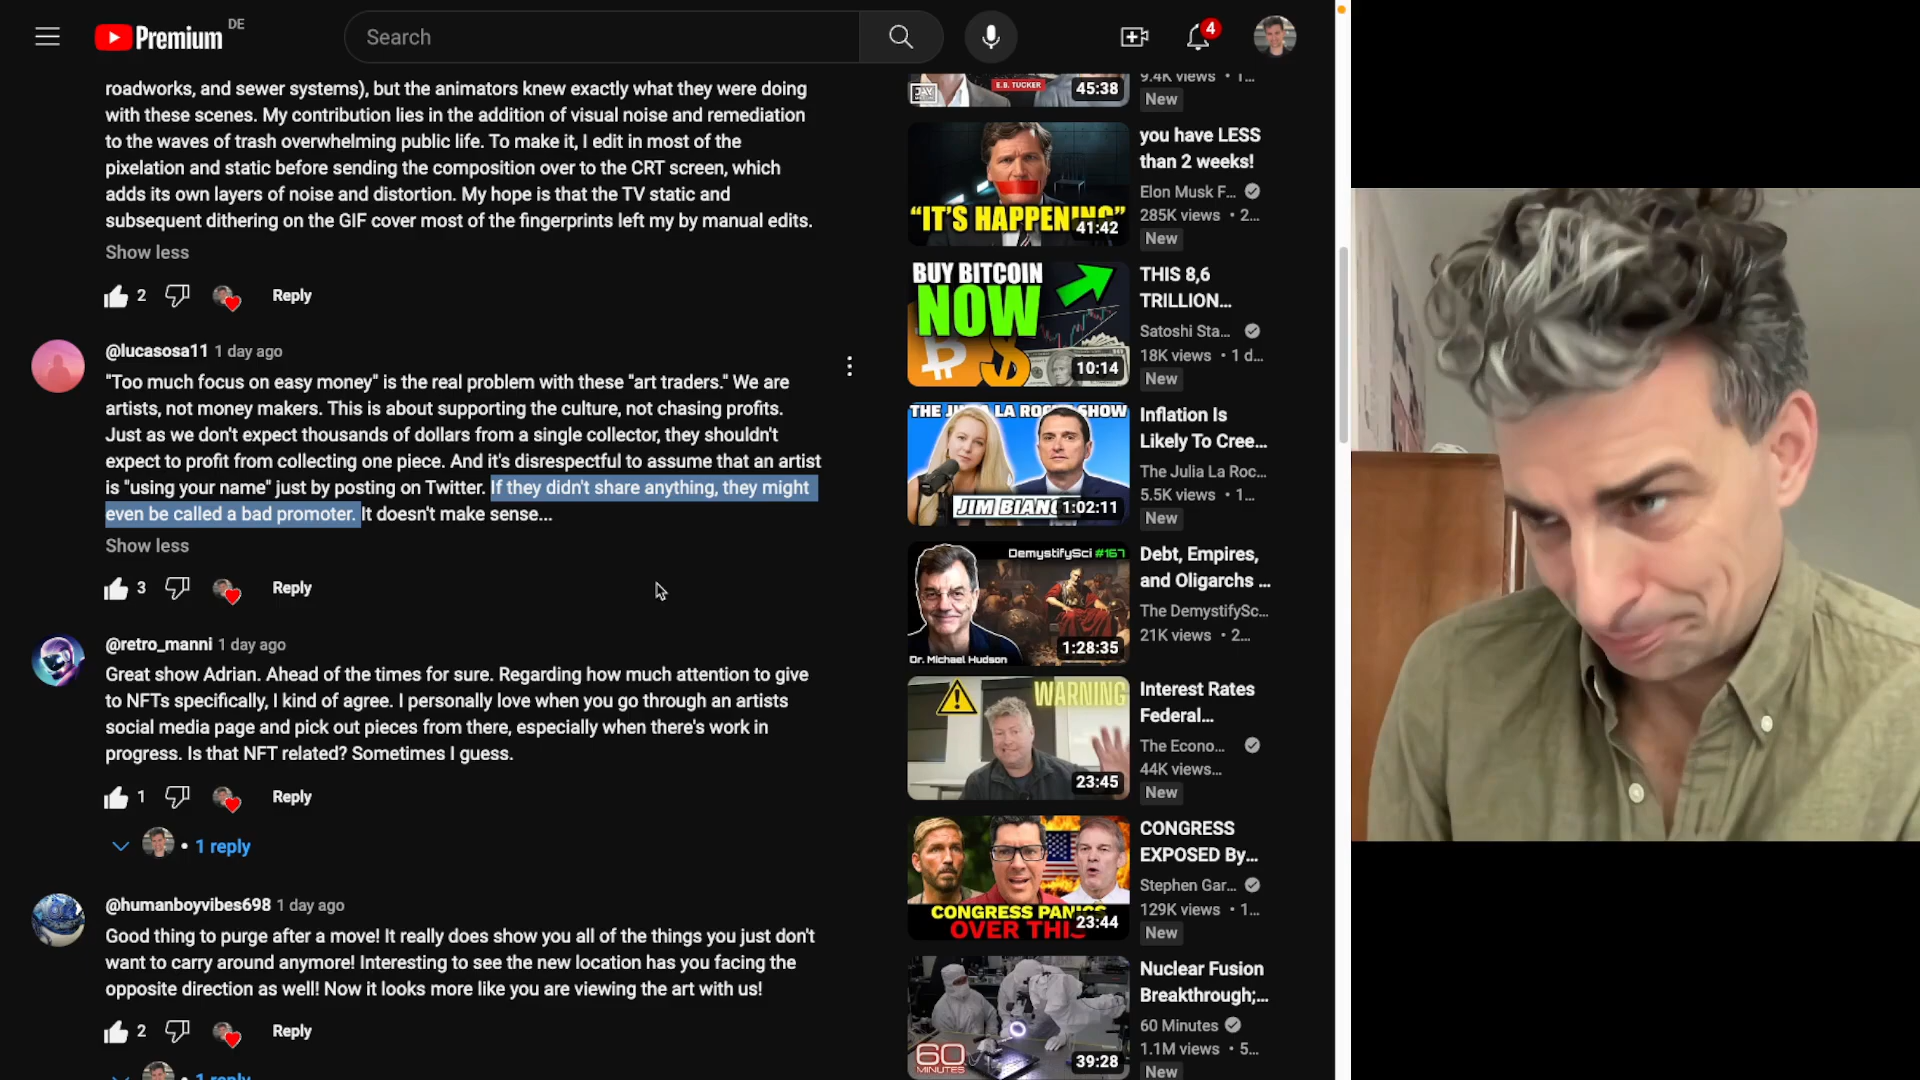 Premium
DE
Search
4
roadworks, and sewer systems), but the animators knew exactly what they were doing
with these scenes. My contribution lies in the addition of visual noise and remediation
to the waves of trash overwhelming public life. To make it, I edit in most of the
pixelation and static before sending the composition over to the CRT screen, which
adds its own layers of noise and distortion. My hope is that the TV static and
subsequent dithering on the GIF cover most of the fingerprints left my by manual edits.
Show less
2
Reply
@lucasosa11 1 day ago
"Too much focus on easy money" is the real problem with these "art traders." We are
artists, not money makers. This is about supporting the culture, not chasing profits.
Just as we don't expect thousands of dollars from a single collector, they shouldn't
expect to profit from collecting one piece. And it's disrespectful to assume that an artist
is "using your name" just by posting on Twitter. If they didn't share anything, they might
even be called a bad promoter. It doesn't make sense...
Show less
3
Reply
@retro_manni 1 day ago
Great show Adrian. Ahead of the times for sure. Regarding how much attention to give
to NFTs specifically, I kind of agree. I personally love when you go through an artists
social media page and pick out pieces from there, especially when there's work in
progress. Is that NFT related? Sometimes I guess.
1
Reply
• 1 reply
@humanboyvibes698 1 day ago
Good thing to purge after a move! It really does show you all of the things you just don't
want to carry around anymore! Interesting to see the new location has you facing the
opposite direction as well! Now it looks more like you are viewing the art with us!
2
Reply
• 1 reply
JAY
E.B. TUCKER
45:38
9.4K views • 1...
New
"IT'S HAPPENING"
41:42
you have LESS
than 2 weeks!
Elon Musk F...
285K views • 2...
New
BUY BITCOIN
NOW
10:14
THIS 8,6
TRILLION...
Satoshi Sta...
18K views • 1 d...
New
THE JULIA LA ROCHE SHOW
JIM BIANCO
1:02:11
Inflation Is
Likely To Cree...
The Julia La Roc...
5.5K views • 1...
New
DemystifySci #167
Dr. Michael Hudson
1:28:35
Debt, Empires,
and Oligarchs ...
The DemystifySc...
21K views • 2...
WARNING
23:45
Interest Rates
Federal...
The Econo...
44K views...
New
CONGRESS PANICS
OVER THIS
23:44
CONGRESS
EXPOSED By...
Stephen Gar...
129K views • 1...
New
60
MINUTES
39:28
Nuclear Fusion
Breakthrough;...
60 Minutes
1.1M views • 5...
New